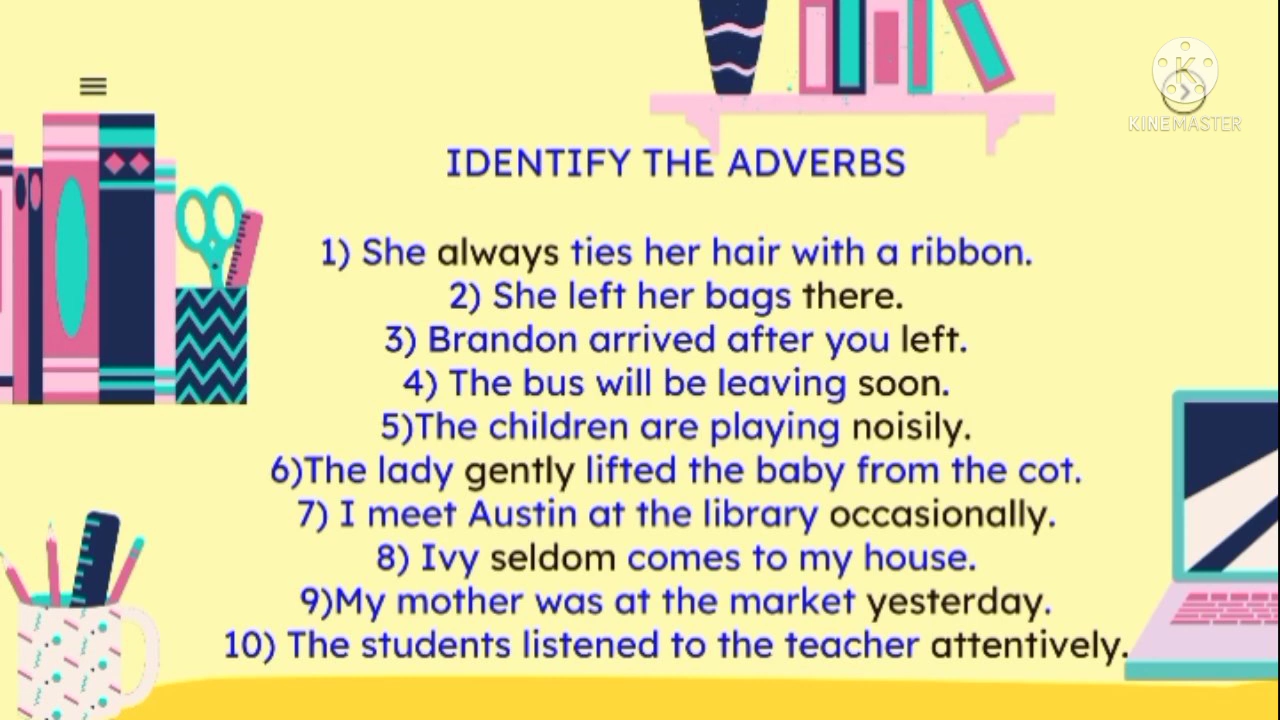 KINEMASTER
IDENTIFY THE ADVERBS
1) She always ties her hair with a ribbon.
2) She left her bags there.
3) Brandon arrived after you left.
4) The bus will be leaving soon.
5)The children are playing noisily.
6)The lady gently lifted the baby from the cot.
7) I meet Austin at the library occasionally.
8) Ivy seldom comes to my house.
9)My mother was at the market yesterday.
10) The students listened to the teacher attentively.